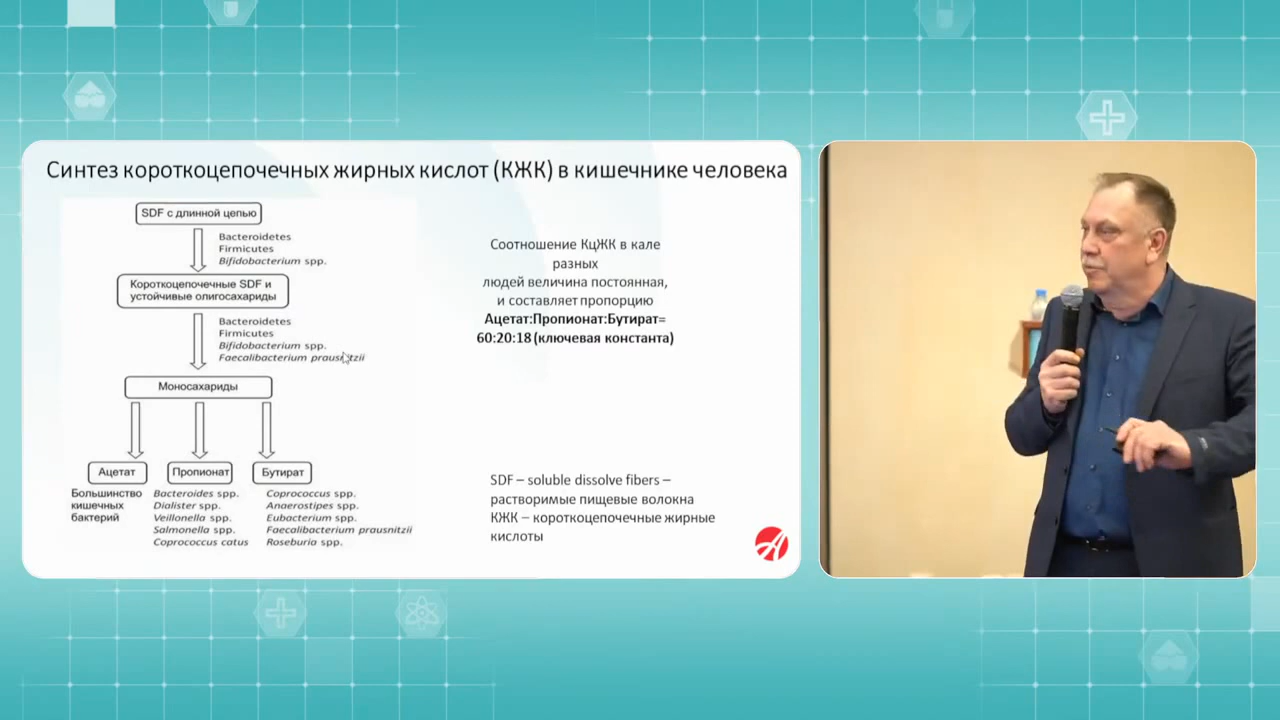 Синтез короткоцепочечных жирных кислот (КЖК) в кишечнике человека
SDF с длинной цепью
Bacteroidetes
Firmicutes
Bifidobacterium spp.
Короткоцепочечные SDF и
устойчивые олигосахариды
Bacteroidetes
Firmicutes
Bifidobacterium spp.
Faecalibacterium prausnitzii
Моносахариды
Ацетат
Пропионат
Бутират
Большинство
кишечных
бактерий
Bacteroides spp.
Dialister spp.
Veillonella spp.
Salmonella spp.
Coprococcus catus
Coprococcus spp.
Anaerostipes spp.
Eubacterium spp.
Faecalibacterium prausnitzii
Roseburia spp.
Соотношение КцЖК в кале
разных
людей величина постоянная,
и составляет пропорцию
Ацетат:Пропионат:Бутират=
60:20:18 (ключевая константа)
SDF – soluble dissolve fibers –
растворимые пищевые волокна
КЖК – короткоцепочечные жирные
кислоты